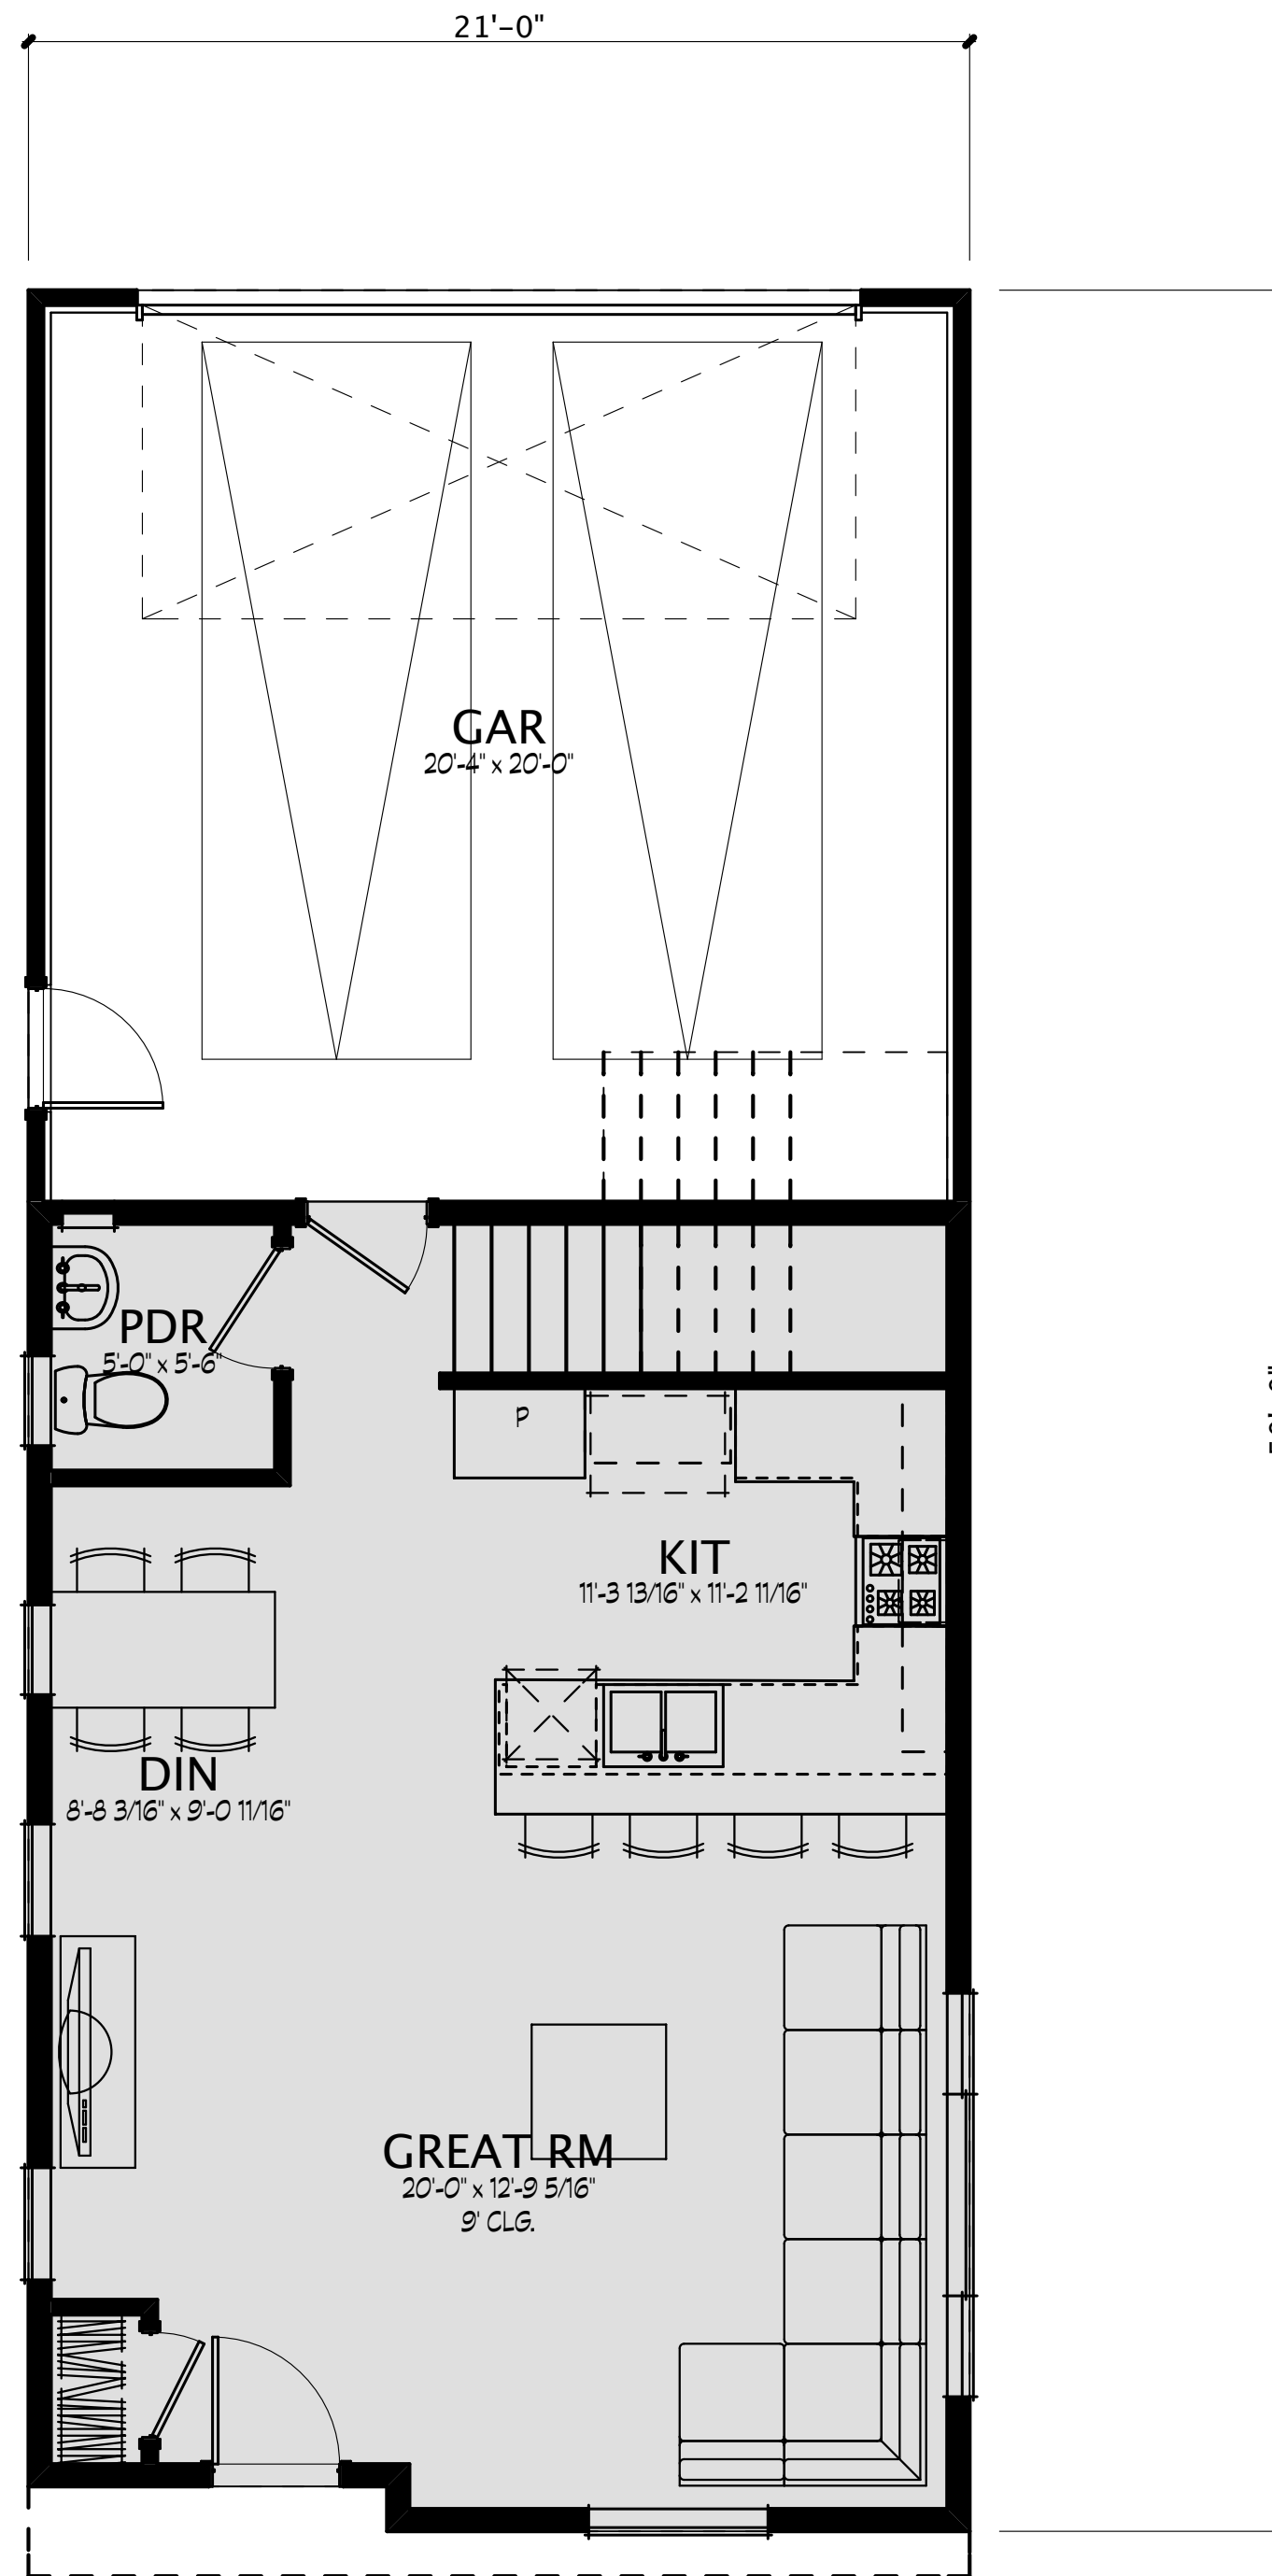 21'-0"
GAR
20'-4" x 20'-0"
PDR
5'-0" x 5'-6"
P
KIT
11'-3 13/16" x 11'-2 11/16"
DIN
8'-8 3/16" x 9'-0 11/16"
GREAT RM
20'-0" x 12'-9 5/16"
9' CLG.